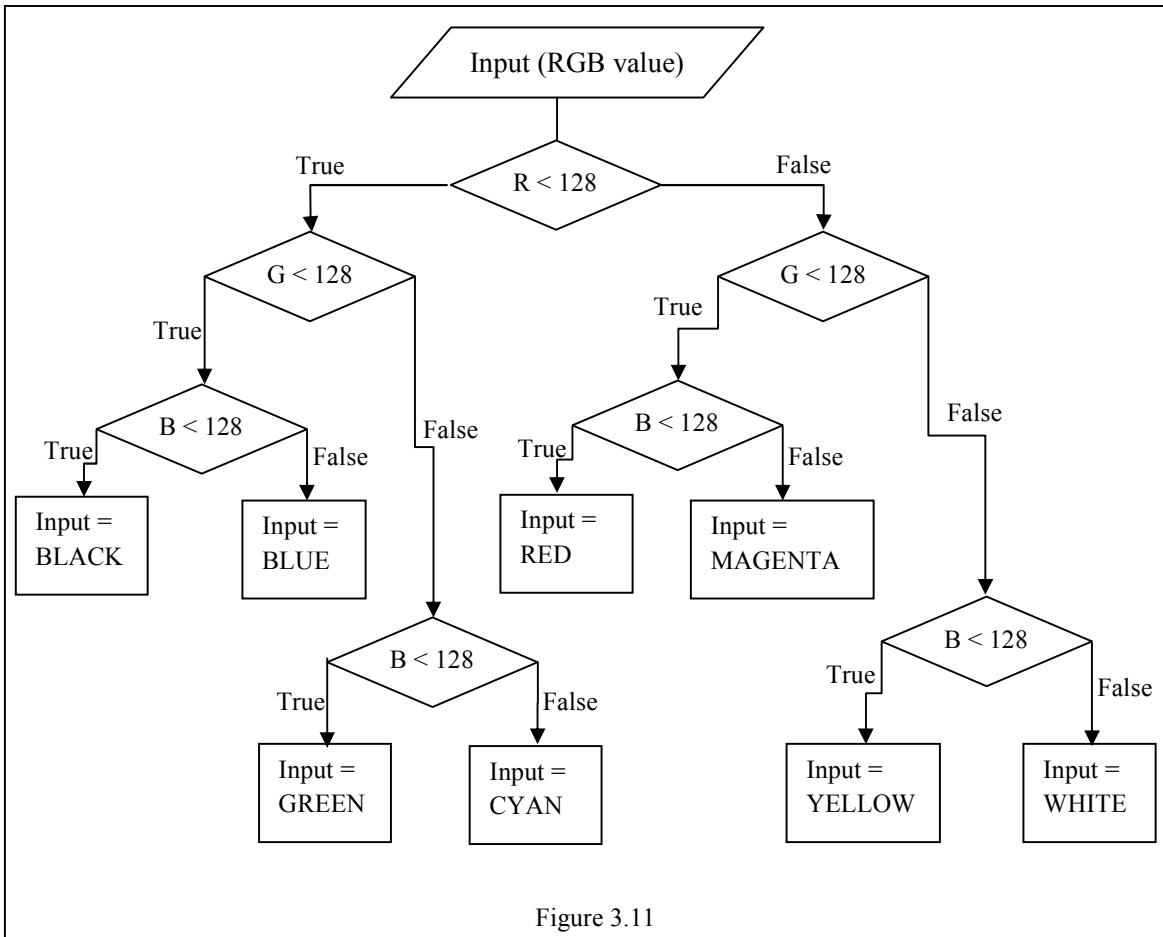 Input (RGB value)
True
False
R < 128
G < 128
G < 128
True
True
False
False
B < 128
B < 128
True
False
True
False
Input =
BLACK
Input =
BLUE
Input =
RED
Input =
MAGENTA
B < 128
B < 128
True
False
True
False
Input =
GREEN
Input =
CYAN
Input =
YELLOW
Input =
WHITE
Figure 3.11